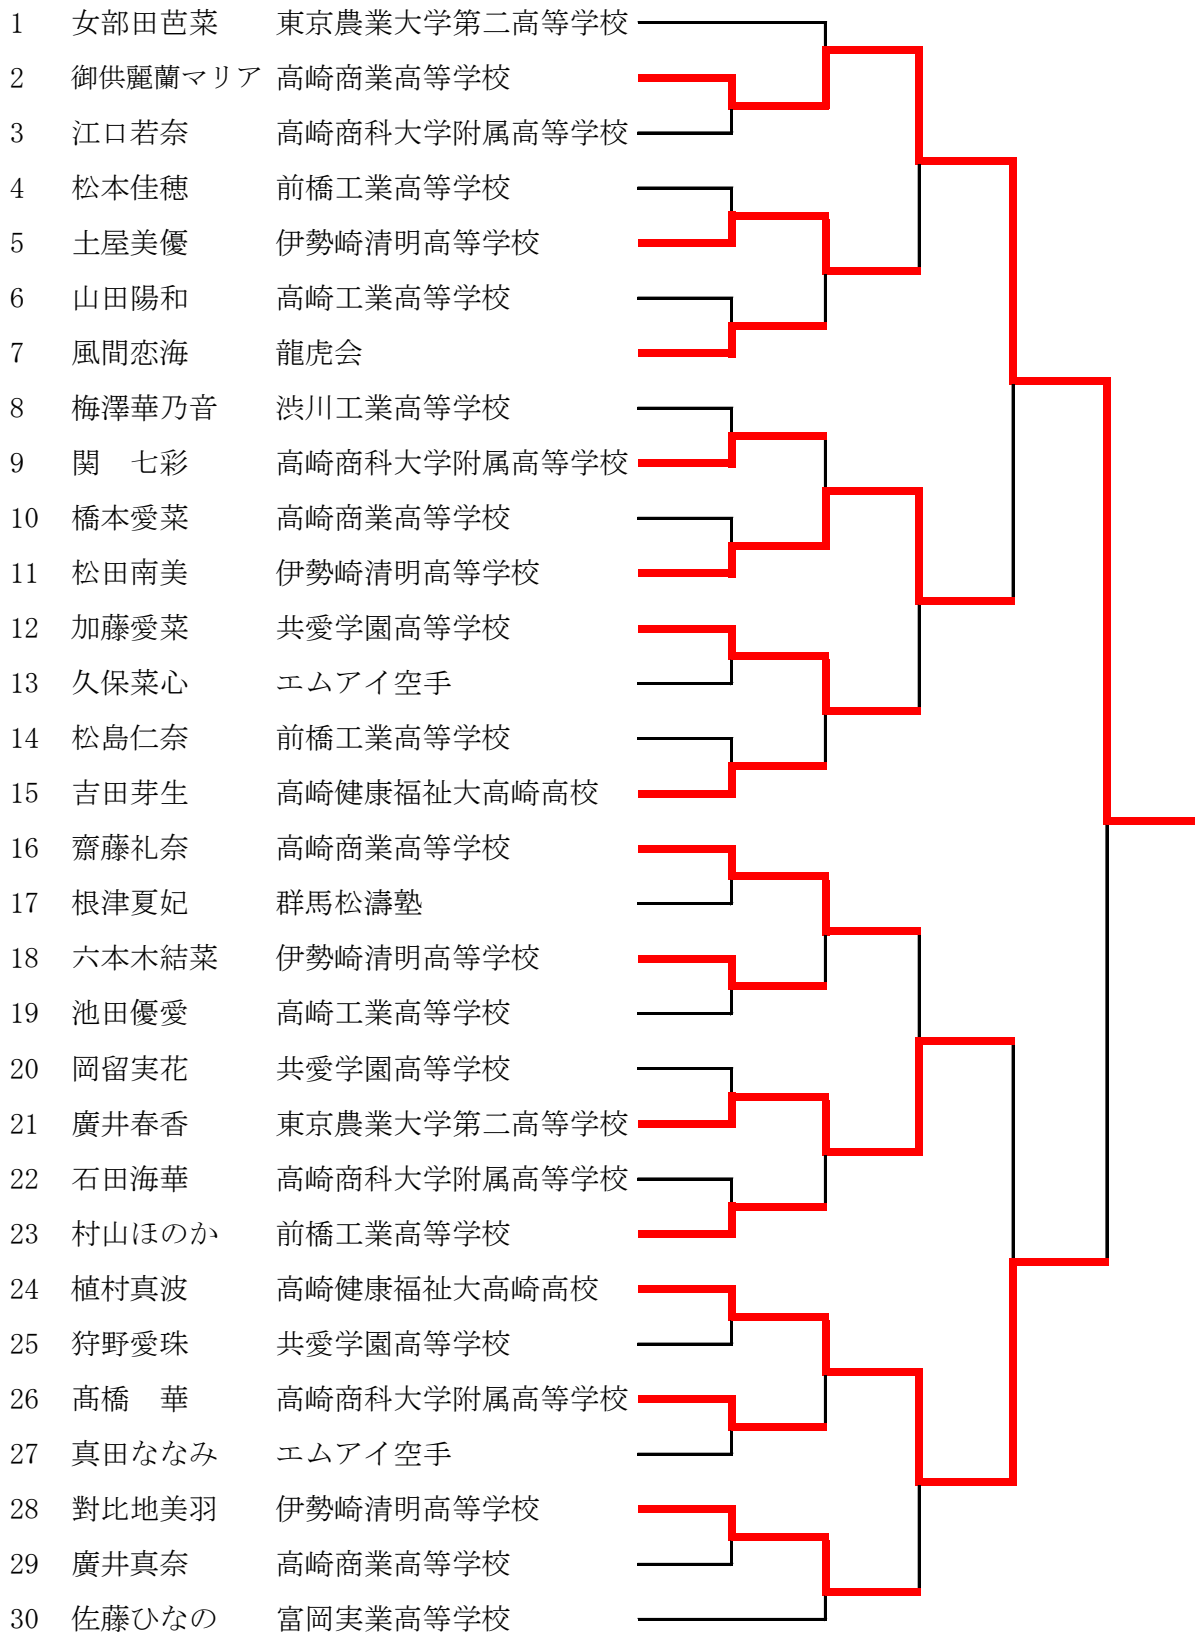 1 女部田芭菜 東京農業大学第二高等学校
2 御供麗蘭マリア 高崎商業高等学校
3 江口若奈 高崎商科大学附属高等学校
4 松本佳穂 前橋工業高等学校
5 土屋美優 伊勢崎清明高等学校
6 山田陽和 高崎工業高等学校
7 風間恋海 龍虎会
8 梅澤華乃音 渋川工業高等学校
9 関　七彩 高崎商科大学附属高等学校
10 橋本愛菜 高崎商業高等学校
11 松田南美 伊勢崎清明高等学校
12 加藤愛菜 共愛学園高等学校
13 久保菜心 エムアイ空手
14 松島仁奈 前橋工業高等学校
15 吉田芽生 高崎健康福祉大高崎高校
16 齋藤礼奈 高崎商業高等学校
17 根津夏妃 群馬松濤塾
18 六本木結菜 伊勢崎清明高等学校
19 池田優愛 高崎工業高等学校
20 岡留実花 共愛学園高等学校
21 廣井春香 東京農業大学第二高等学校
22 石田海華 高崎商科大学附属高等学校
23 村山ほのか 前橋工業高等学校
24 植村真波 高崎健康福祉大高崎高校
25 狩野愛珠 共愛学園高等学校
26 髙橋　華 高崎商科大学附属高等学校
27 真田ななみ エムアイ空手
28 對比地美羽 伊勢崎清明高等学校
29 廣井真奈 高崎商業高等学校
30 佐藤ひなの 富岡実業高等学校